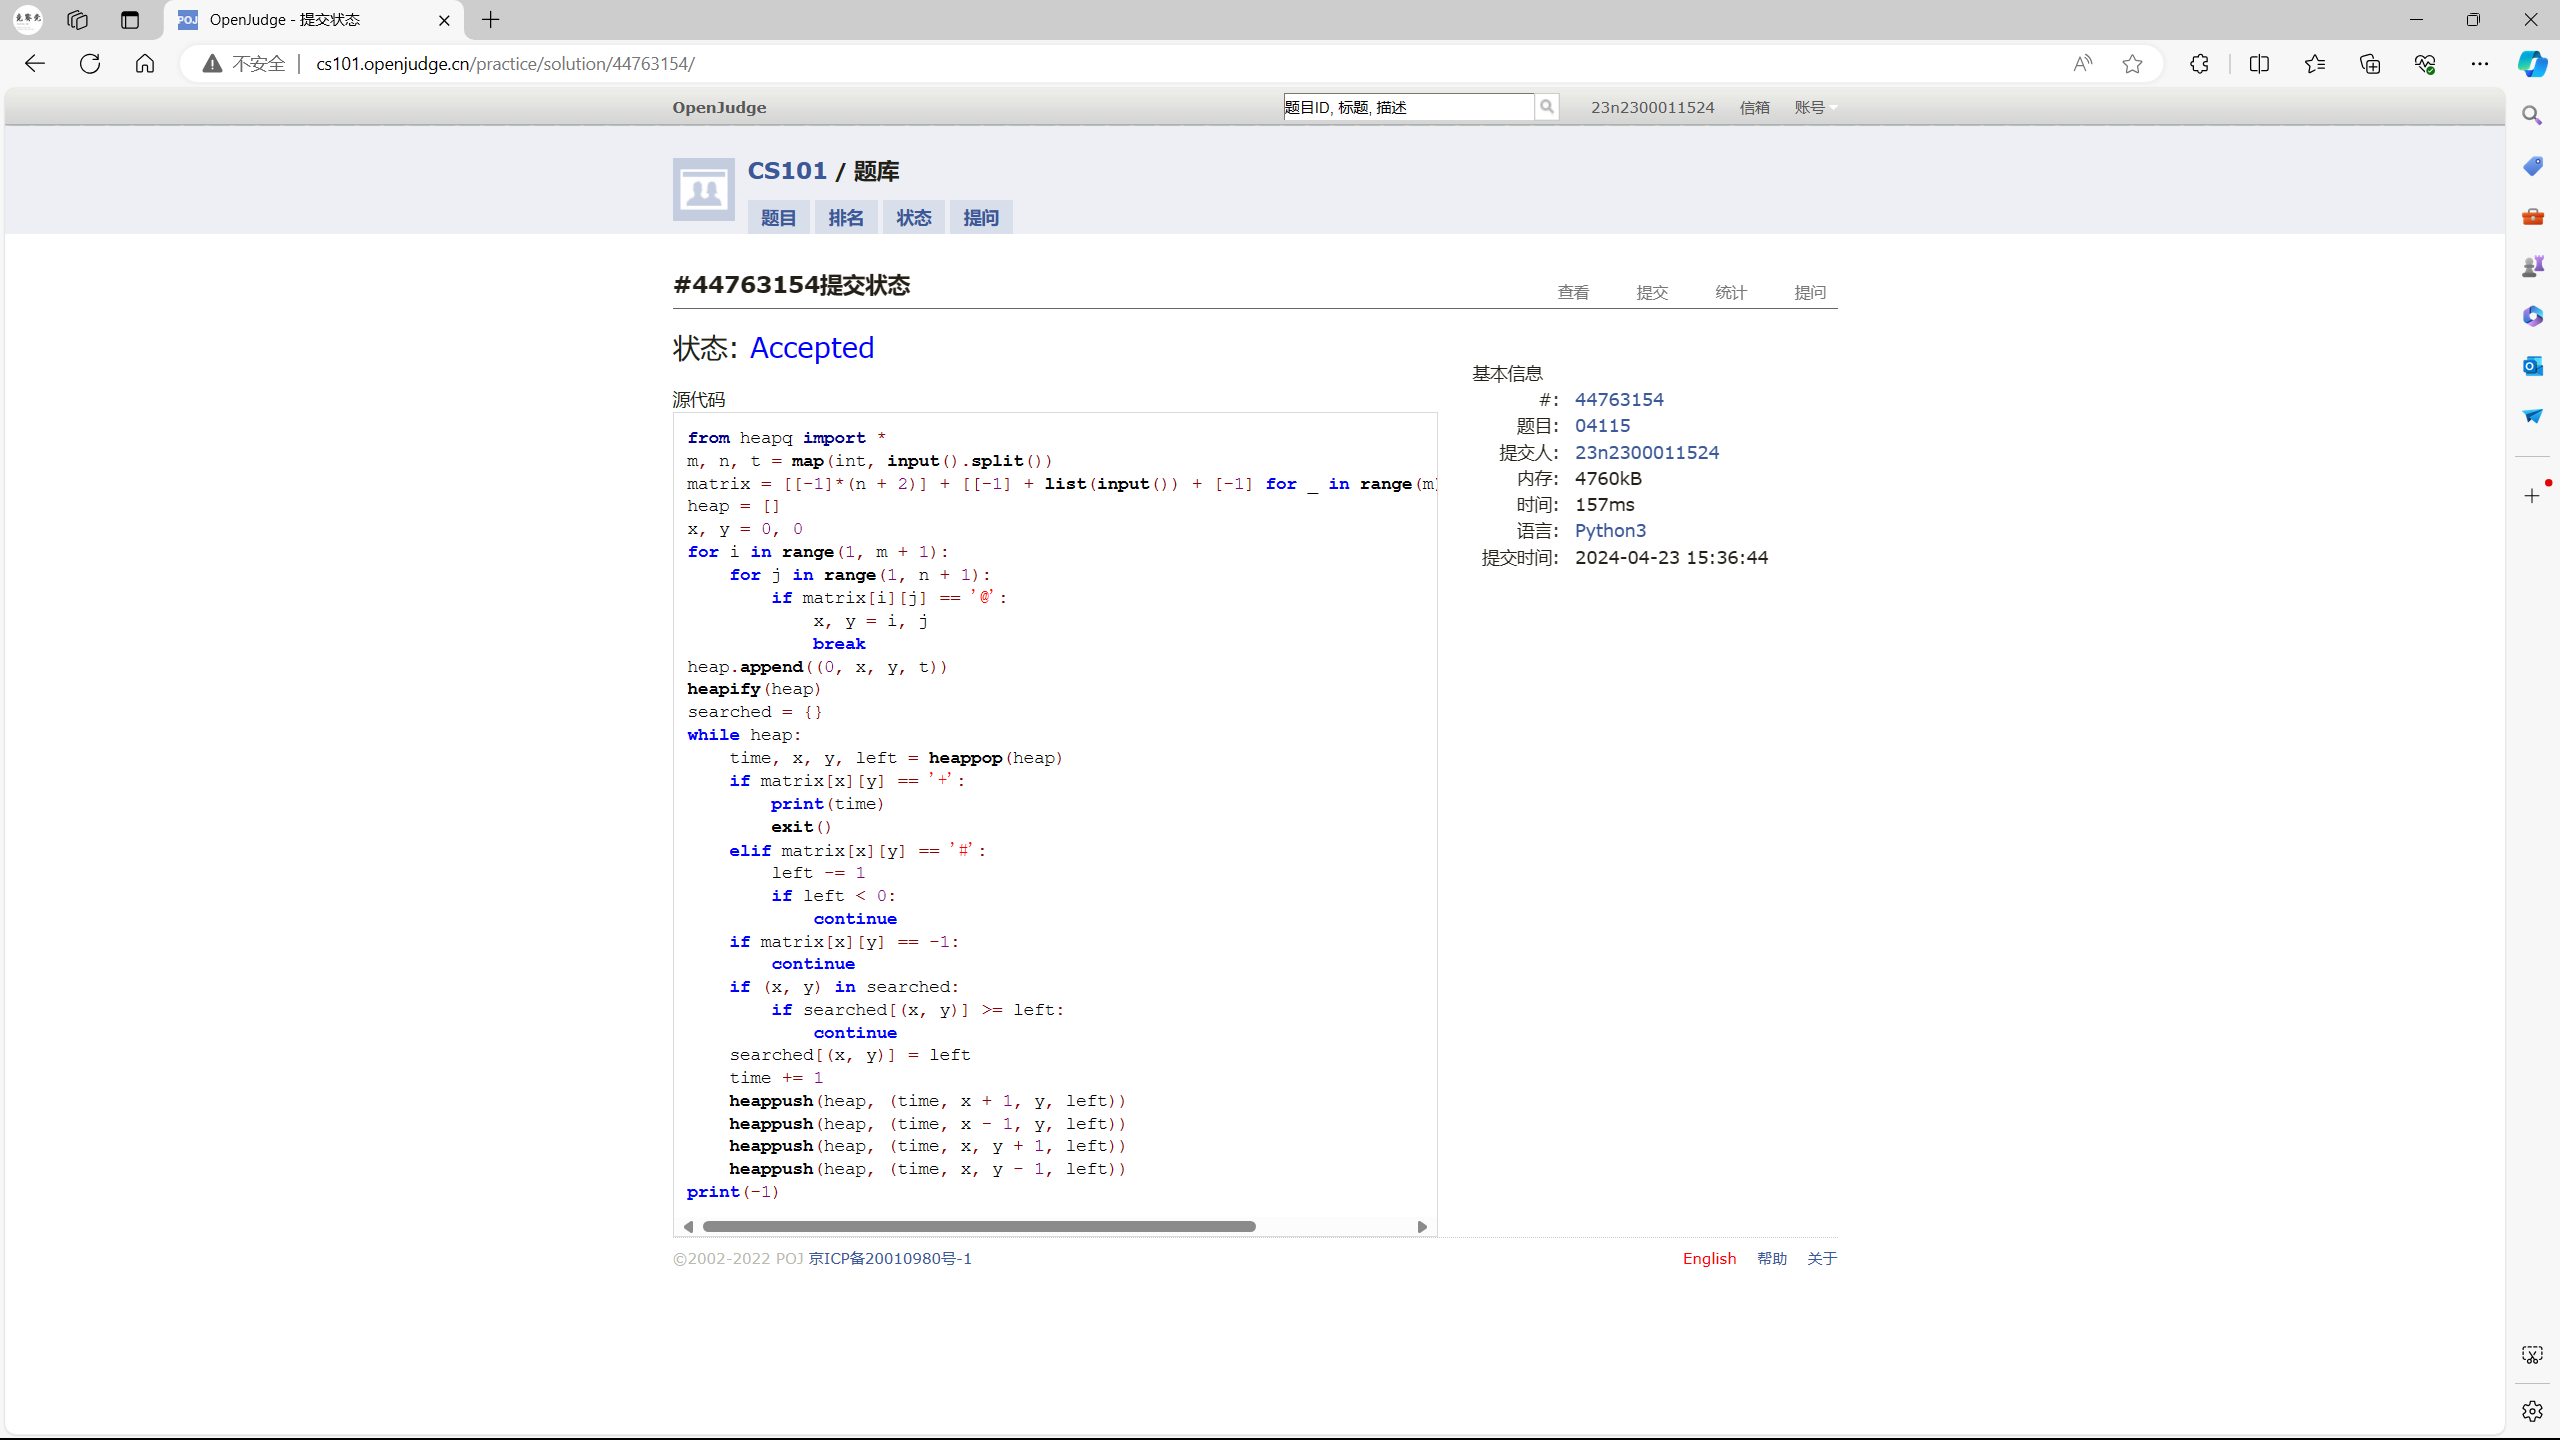 OpenJudge - 提交状态
不安全 | cs101.openjudge.cn/practice/solution/44763154/
OpenJudge
题目ID, 标题, 描述
23n2300011524 信箱 账号
CS101 / 题库
题目 排名 状态 提问
#44763154提交状态
查看 提交 统计 提问
状态: Accepted
源代码
from heapq import *
m, n, t = map(int, input().split())
matrix = [[-1]*(n + 2)] + [[-1] + list(input()) + [-1] for _ in range(m)
heap = []
x, y = 0, 0
for i in range(1, m + 1):
    for j in range(1, n + 1):
        if matrix[i][j] == '@':
            x, y = i, j
            break
heap.append((0, x, y, t))
heapify(heap)
searched = {}
while heap:
    time, x, y, left = heappop(heap)
    if matrix[x][y] == '+':
        print(time)
        exit()
    elif matrix[x][y] == '#':
        left -= 1
        if left < 0:
            continue
    if matrix[x][y] == -1:
        continue
    if (x, y) in searched:
        if searched[(x, y)] >= left:
            continue
    searched[(x, y)] = left
    time += 1
    heappush(heap, (time, x + 1, y, left))
    heappush(heap, (time, x - 1, y, left))
    heappush(heap, (time, x, y + 1, left))
    heappush(heap, (time, x, y - 1, left))
print(-1)
基本信息
#: 44763154
题目: 04115
提交人: 23n2300011524
内存: 4760kB
时间: 157ms
语言: Python3
提交时间: 2024-04-23 15:36:44
©2002-2022 POJ 京ICP备20010980号-1
English 帮助 关于